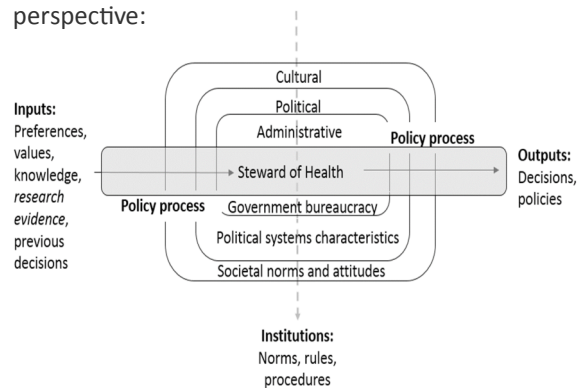 perspective:
Cultural
Political
Administrative
Inputs:
Preferences,
values,
knowledge,
research
evidence,
previous
decisions
Policy process
Steward of Health
Policy process
Outputs:
Decisions,
policies
Government bureaucracy
Political systems characteristics
Societal norms and attitudes
Institutions:
Norms, rules,
procedures